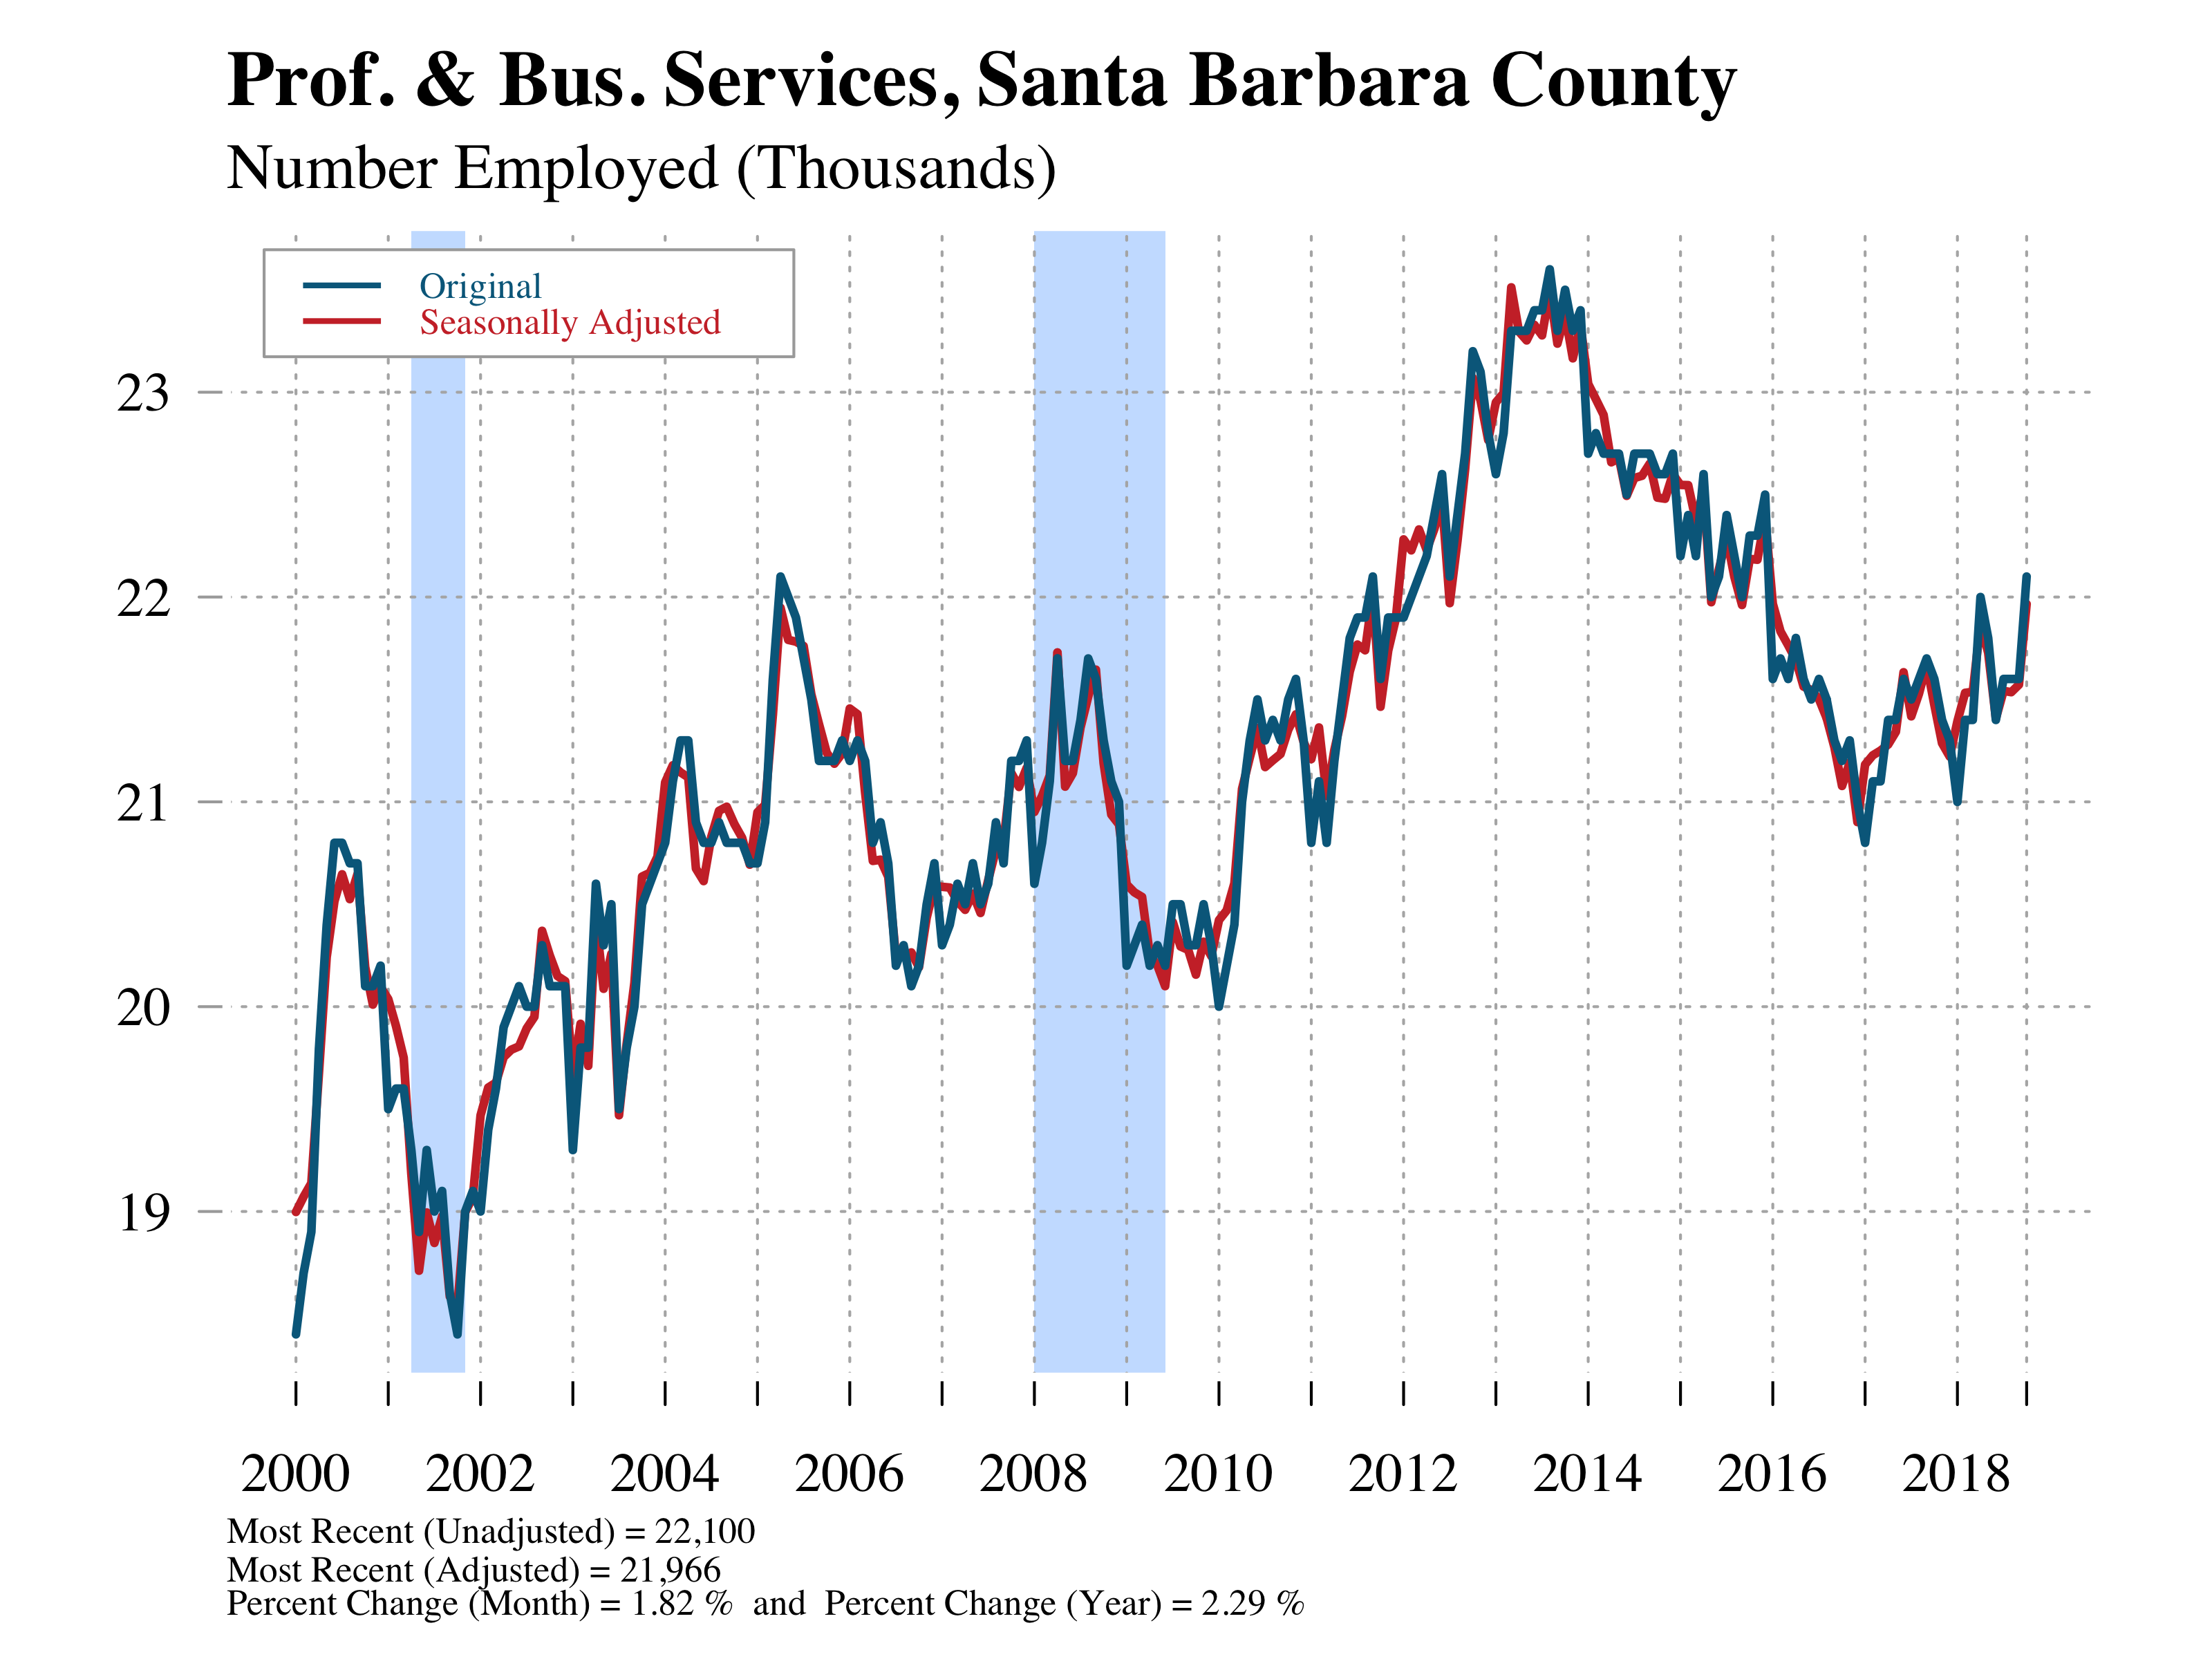 Prof. & Bus. Services, Santa Barbara County
Number Employed (Thousands)
Original
Seasonally Adjusted
23
22
21
20
19
2000 2002 2004 2006 2008 2010 2012 2014 2016 2018
Most Recent (Unadjusted) = 22,100
Most Recent (Adjusted) = 21,966
Percent Change (Month) = 1.82 % and Percent Change (Year) = 2.29 %